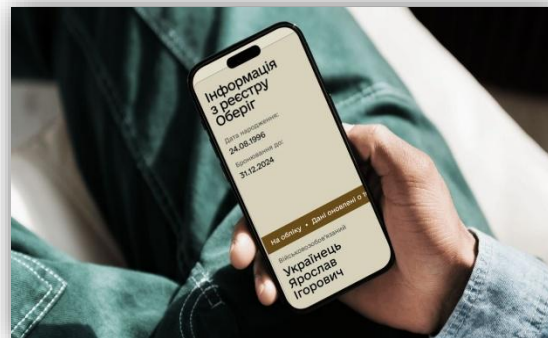 Інформація
з реєстру
Оберіг
Дата народження:
24.08.1996
Бронювання до:
31.12.2024
На обліку • Дані оновлені о
Військовозобов'язаний
Українець
Ярослав
Ігорович